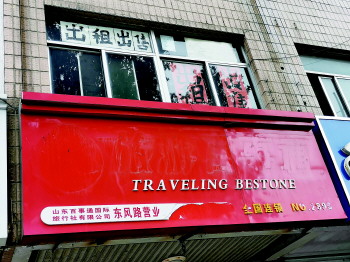 出租出售
TRAVELING BESTONE
山东百事通国际
旅行社有限公司
东风路营业
全国连锁 No.